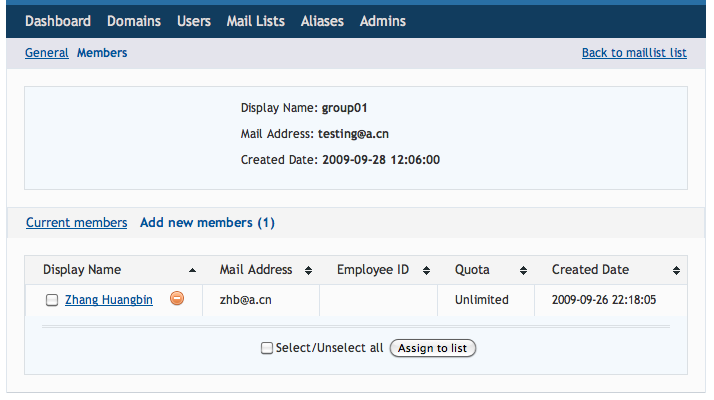 Dashboard Domains Users Mail Lists Aliases Admins
General Members Back to maillist list
Display Name: group01
Mail Address: testing@a.cn
Created Date: 2009-09-28 12:06:00
Current members Add new members (1)
Display Name Mail Address Employee ID Quota Created Date
Zhang Huangbin zhb@a.cn Unlimited 2009-09-26 22:18:05
Select/Unselect all Assign to list